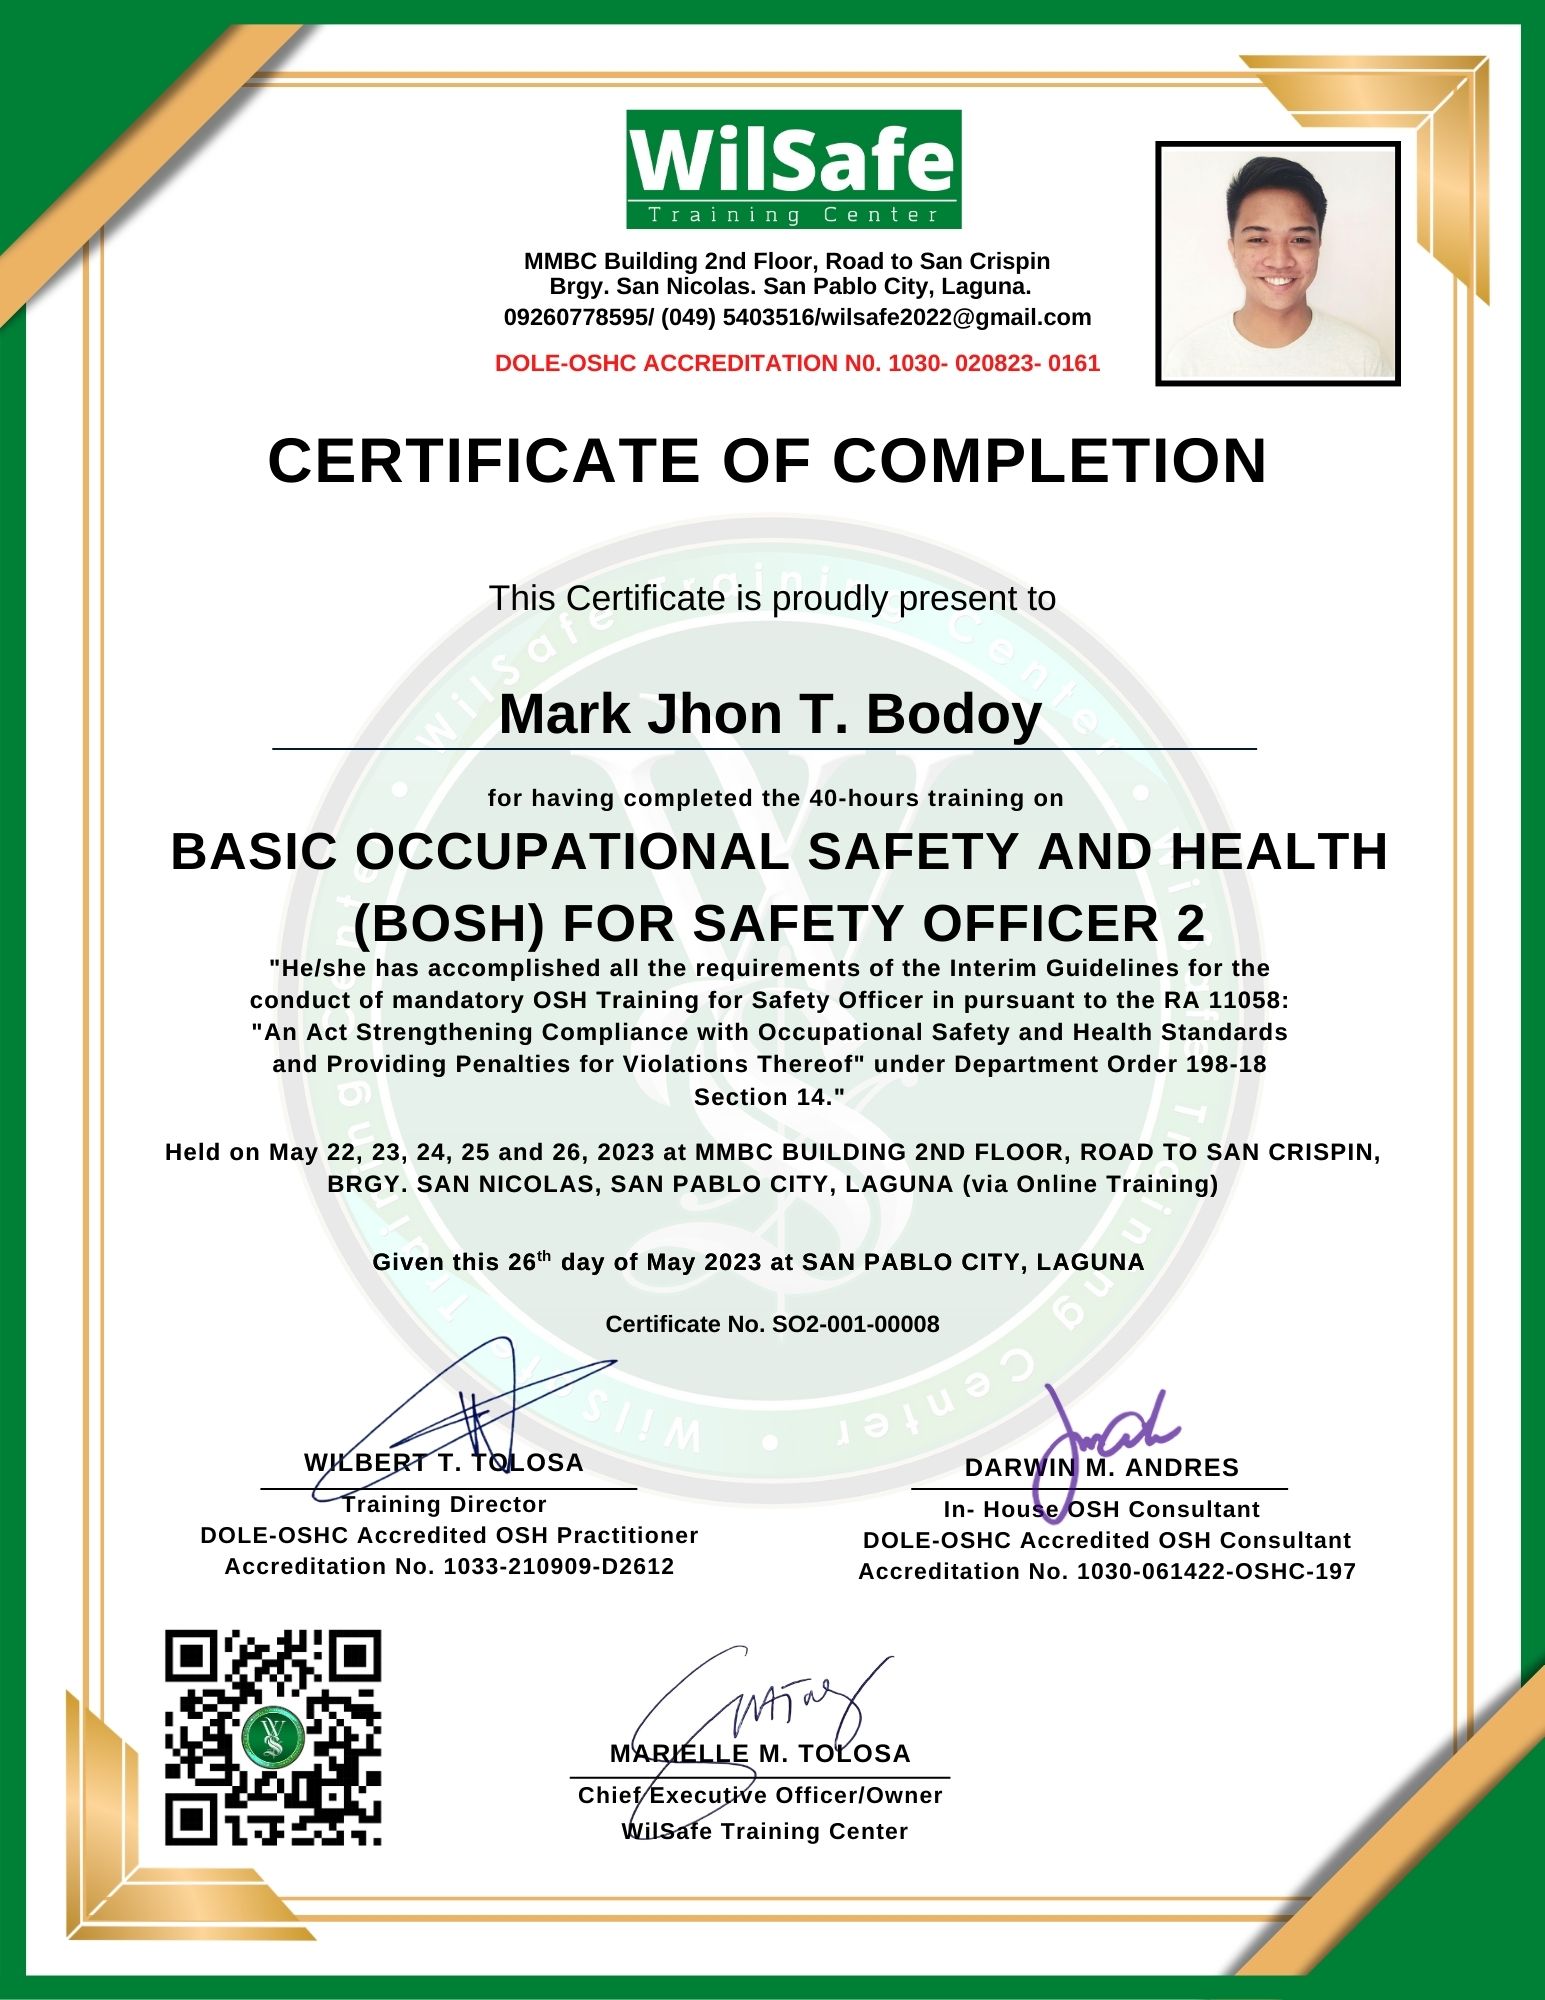 WilSafe
Training Center
MMBC Building 2nd Floor, Road to San Crispin
Brgy. San Nicolas. San Pablo City, Laguna.
09260778595/ (049) 5403516/wilsafe2022@gmail.com
DOLE-OSHC ACCREDITATION N0. 1030- 020823- 0161
CERTIFICATE OF COMPLETION
This Certificate is proudly present to
Mark Jhon T. Bodoy
for having completed the 40-hours training on
BASIC OCCUPATIONAL SAFETY AND HEALTH
(BOSH) FOR SAFETY OFFICER 2
"He/she has accomplished all the requirements of the Interim Guidelines for the
conduct of mandatory OSH Training for Safety Officer in pursuant to the RA 11058:
"An Act Strengthening Compliance with Occupational Safety and Health Standards
and Providing Penalties for Violations Thereof" under Department Order 198-18
Section 14."
Held on May 22, 23, 24, 25 and 26, 2023 at MMBC BUILDING 2ND FLOOR, ROAD TO SAN CRISPIN,
BRGY. SAN NICOLAS, SAN PABLO CITY, LAGUNA (via Online Training)
Given this 26th day of May 2023 at SAN PABLO CITY, LAGUNA
Certificate No. SO2-001-00008
WILBERT T. TOLOSA
Training Director
DOLE-OSHC Accredited OSH Practitioner
Accreditation No. 1033-210909-D2612
DARWIN M. ANDRES
In- House OSH Consultant
DOLE-OSHC Accredited OSH Consultant
Accreditation No. 1030-061422-OSHC-197
MARIELLE M. TOLOSA
Chief Executive Officer/Owner
WilSafe Training Center
WilSafe Training Center • WilSafe Training Center • WilSafe Training Center •